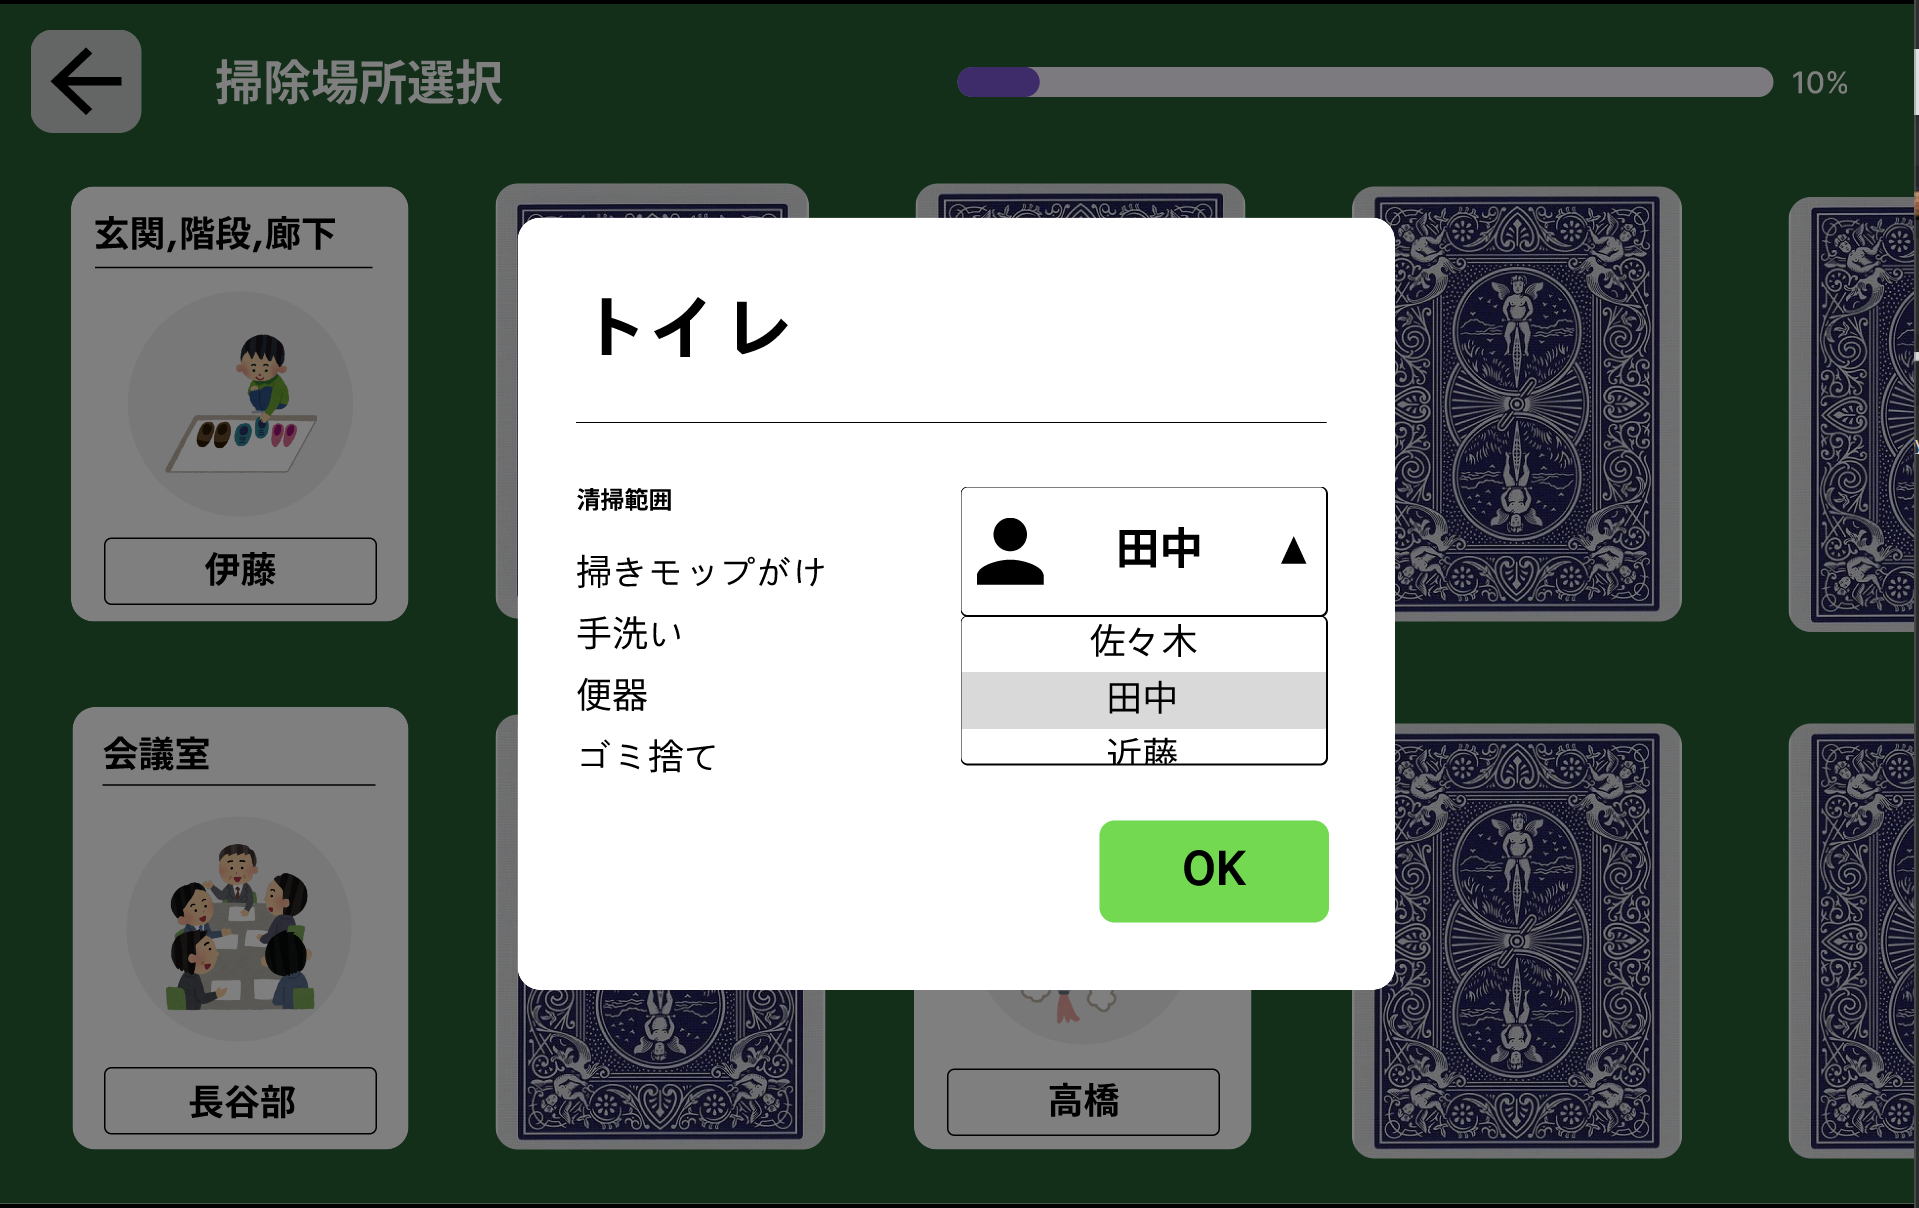 掃除場所選択
10%
玄関,階段,廊下
伊藤
会議室
長谷部
高橋
トイレ
清掃範囲
掃きモップがけ
手洗い
便器
ゴミ捨て
田中 ▲
佐々木
田中
近藤
OK